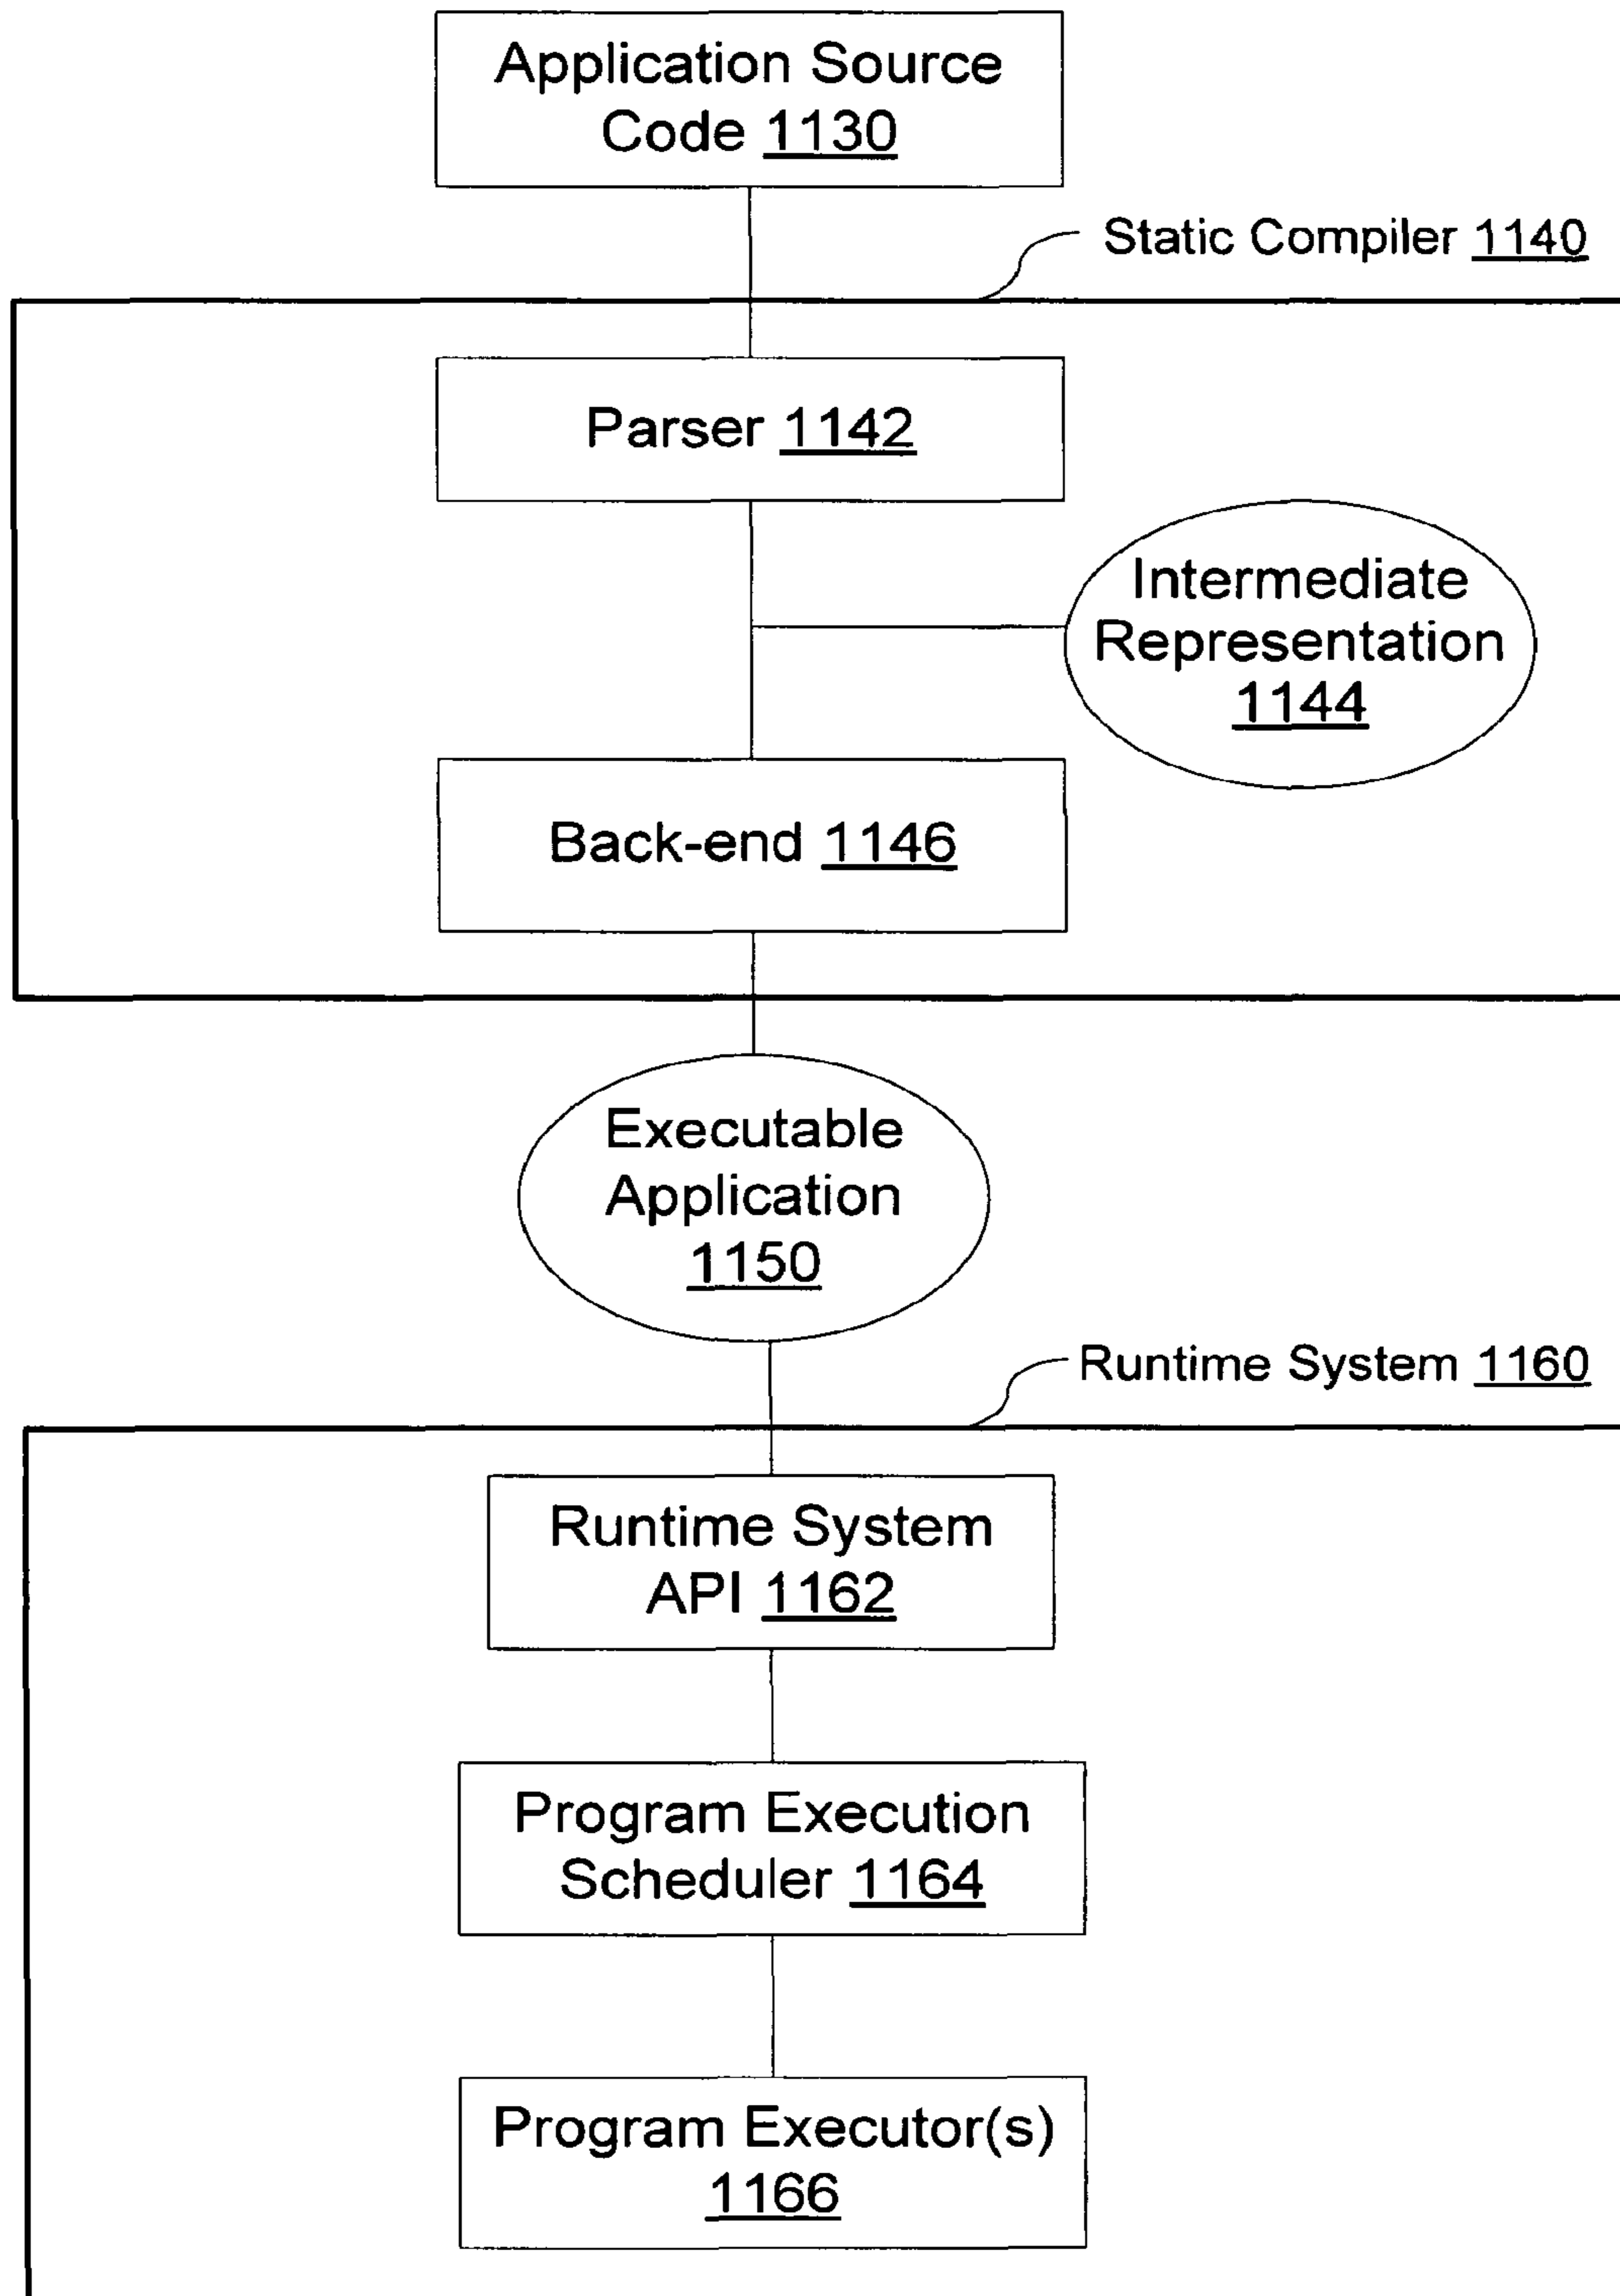 Application Source
Code 1130
Static Compiler 1140
Parser 1142
Intermediate
Representation
1144
Back-end 1146
Executable
Application
1150
Runtime System 1160
Runtime System
API 1162
Program Execution
Scheduler 1164
Program Executor(s)
1166